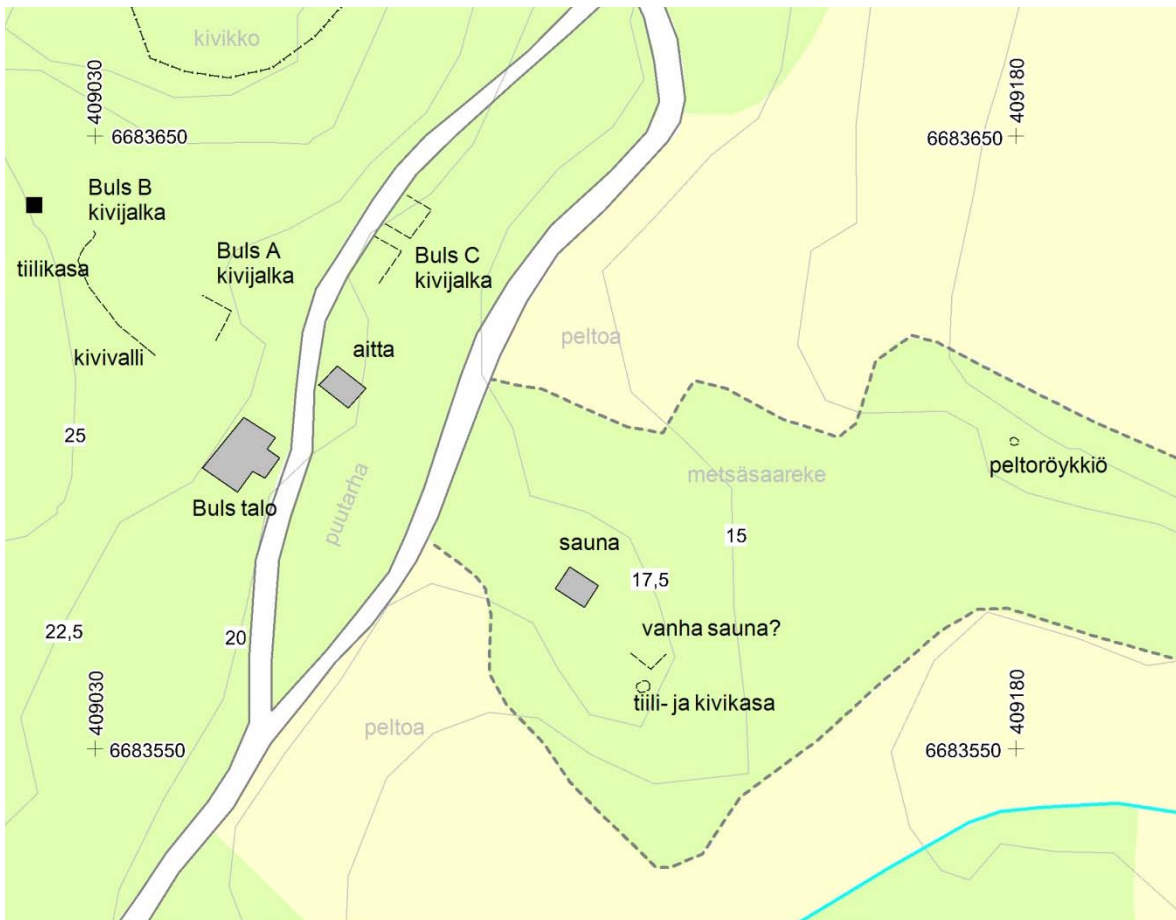 kivikko
409030
6683650
409180
6683650
Buls B
kivijalka
tiilikasa
Buls A
kivijalka
Buls C
kivijalka
kivivalli
aitta
peltoa
25
puutarha
Buls talo
metsäsaareke
peltoröykkiö
15
sauna
17,5
22,5
20
vanha sauna?
tiili- ja kivikasa
409030
6683550
peltoa
409180
6683550